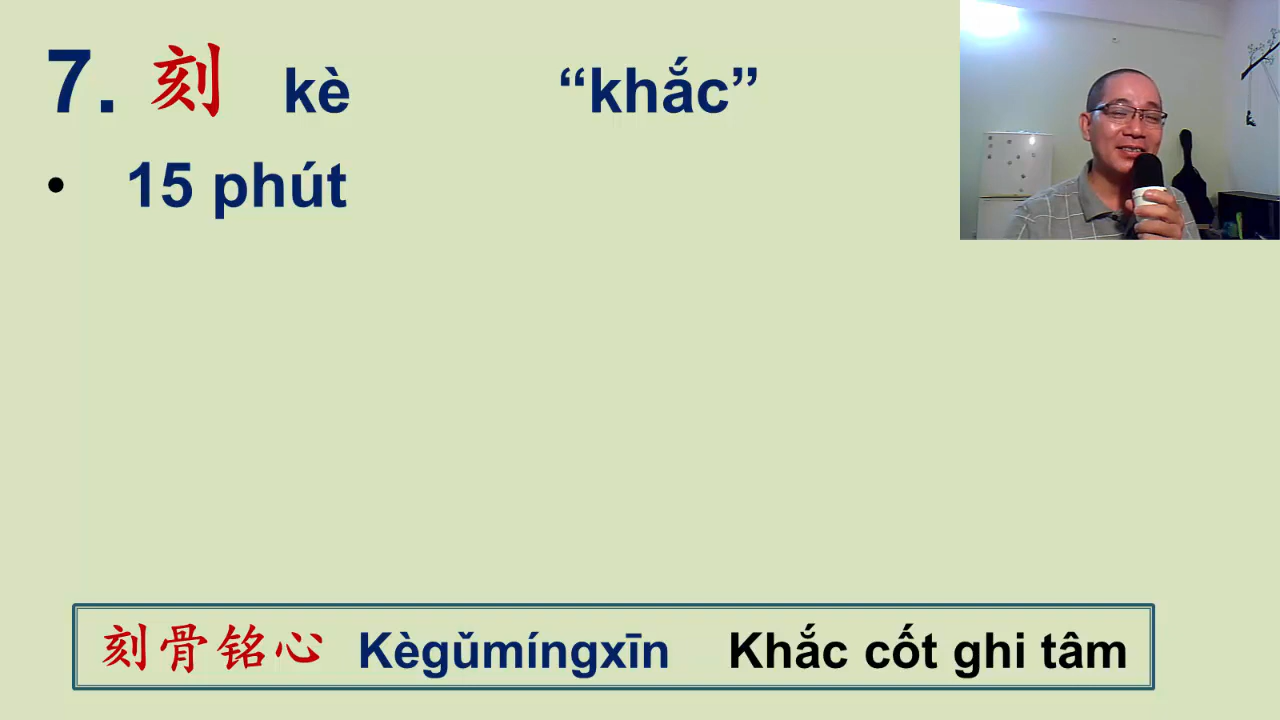 7. 刻 kè “khắc”
• 15 phút
刻骨铭心 Kègǔmíngxīn Khắc cốt ghi tâm